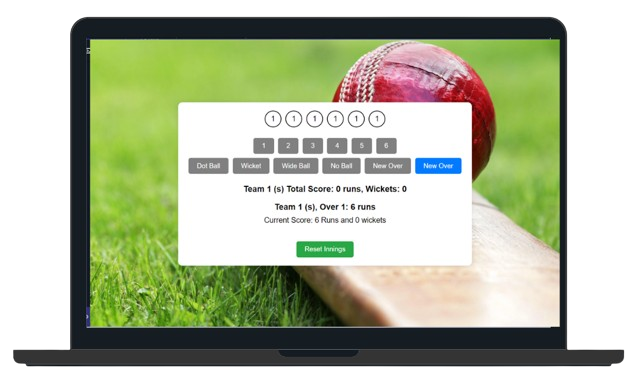 1 1 1 1 1 1
1 2 3 4 5 6
Dot Ball Wicket Wide Ball No Ball New Over New Over
Team 1 (s) Total Score: 0 runs, Wickets: 0
Team 1 (s), Over 1: 6 runs
Current Score: 6 Runs and 0 wickets
Reset Innings